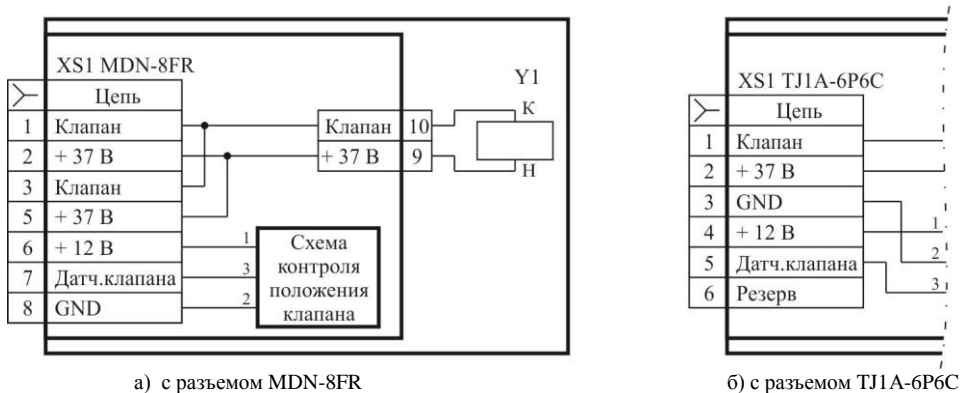 XS1 MDN-8FR
Цепь
1 Клапан
2 + 37 В
3 Клапан
5 + 37 В
6 + 12 В
7 Датч.клапана
8 GND
Клапан 10
+ 37 В 9
Y1
К
Н
1
3
2
Схема
контроля
положения
клапана
а) с разъемом MDN-8FR
XS1 TJ1A-6P6C
Цепь
1 Клапан
2 + 37 В
3 GND
4 + 12 В
5 Датч.клапана
6 Резерв
1
2
3
б) с разъемом TJ1A-6P6C